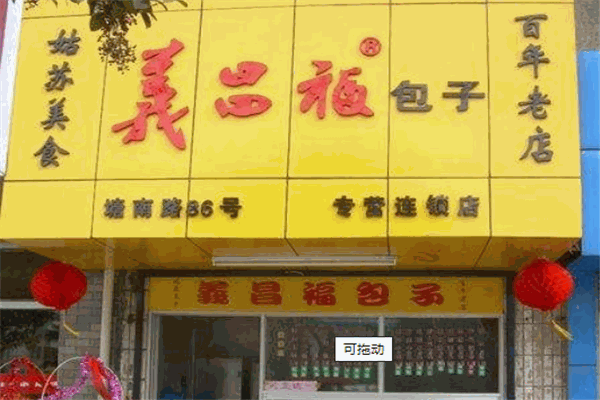 姑苏美食
義昌福®包子
百年老店
塘南路86号
专营连锁店
義昌福包子
可拖动